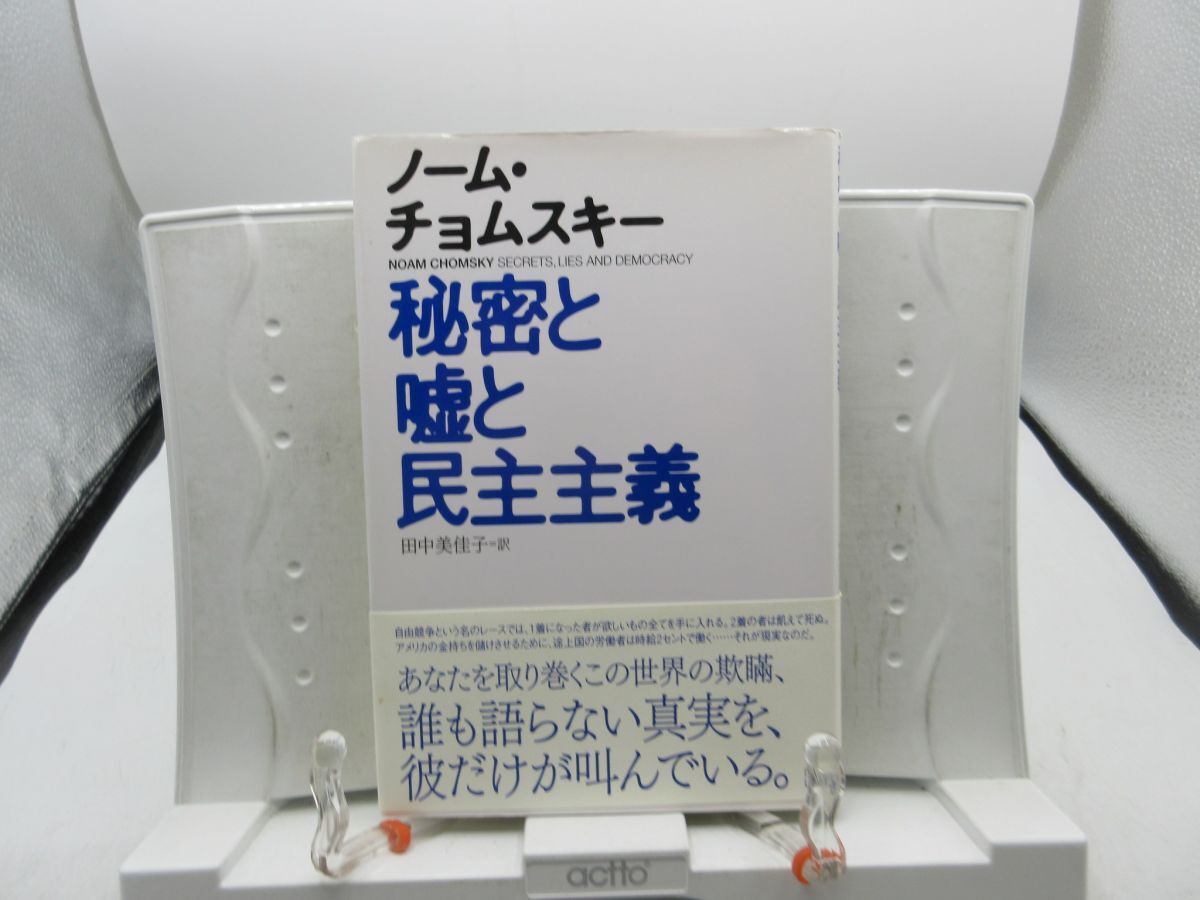 ノーム・
チョムスキー
NOAM CHOMSKY SECRETS, LIES AND DEMOCRACY
秘密と
嘘と
民主主義
田中美佳子=訳
自由競争という名のレースでは、1着になった者が欲しいもの全てを手に入れる。2着の者は飢えて死ぬ。
アメリカの金持ちを儲けさせるために、途上国の労働者は時給2セントで働く……それが現実なのだ。
あなたを取り巻くこの世界の欺瞞、
誰も語らない真実を、
彼だけが叫んでいる。
actto